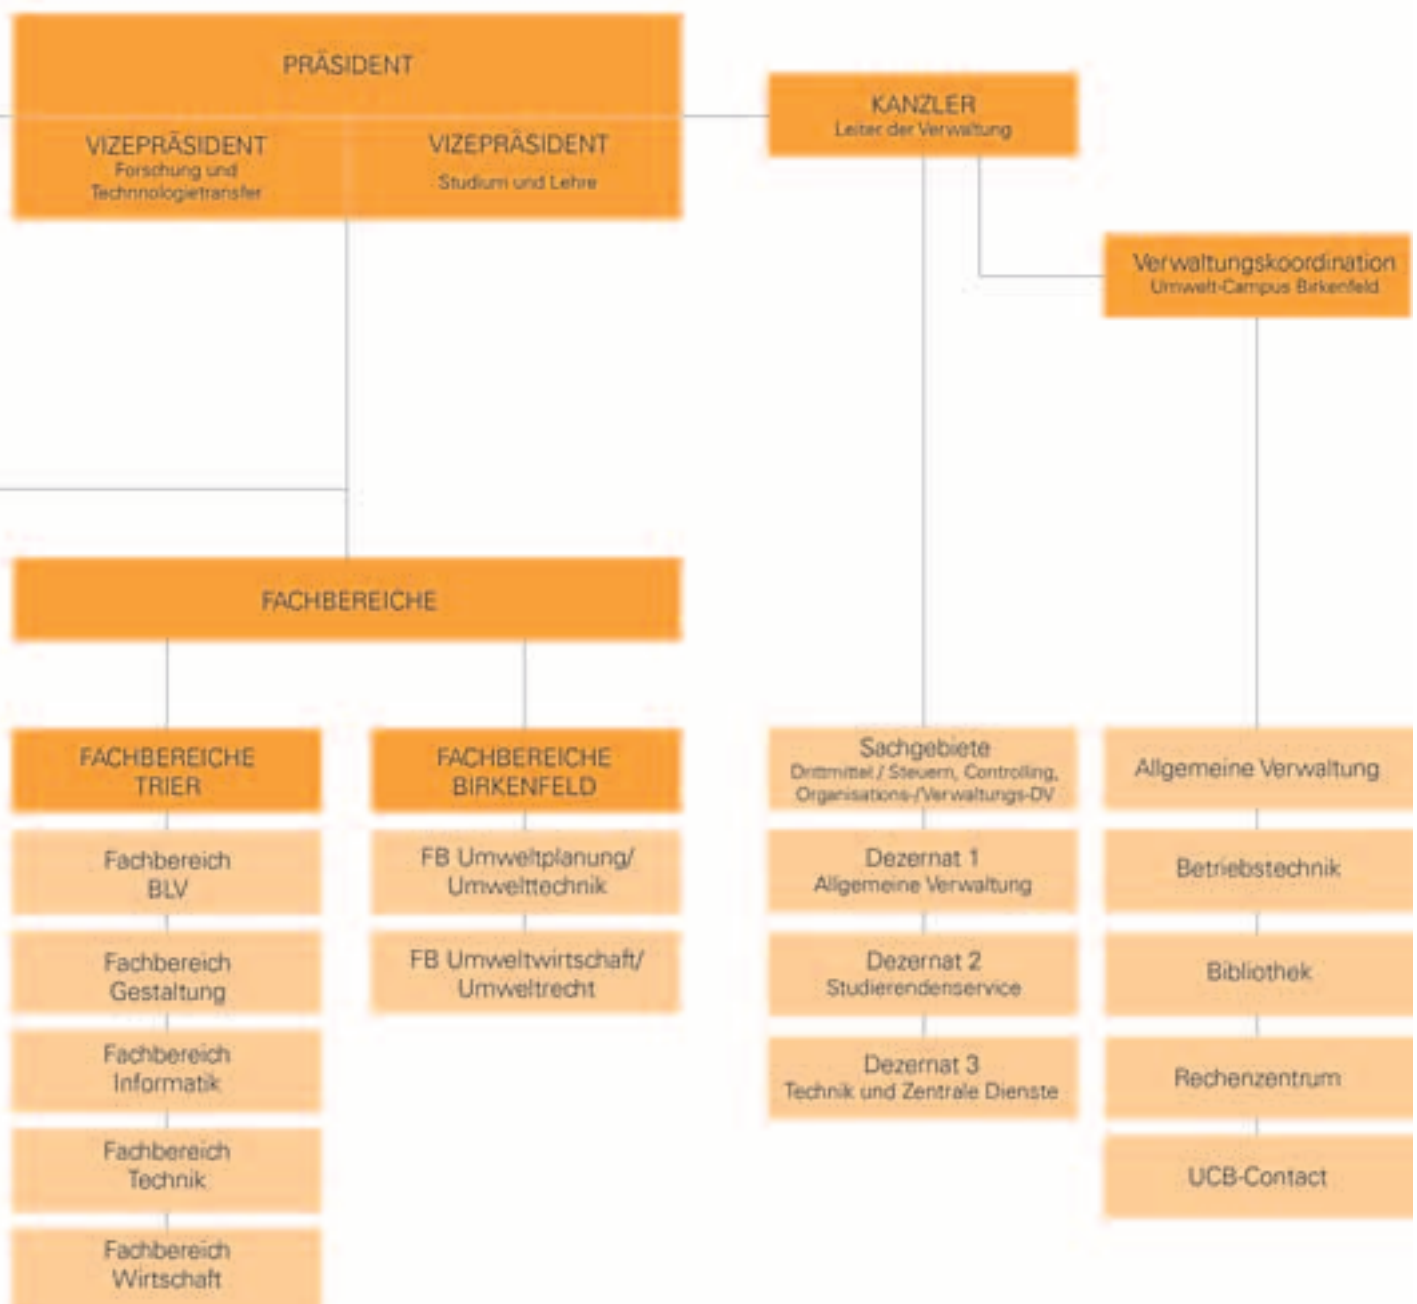 PRÄSIDENT
VIZEPRÄSIDENT
Forschung und
Technnologietransfer
VIZEPRÄSIDENT
Studium und Lehre
KANZLER
Leiter der Verwaltung
Verwaltungskoordination
Umwelt-Campus Birkenfeld
FACHBEREICHE
FACHBEREICHE
TRIER
Fachbereich
BLV
Fachbereich
Gestaltung
Fachbereich
Informatik
Fachbereich
Technik
Fachbereich
Wirtschaft
FACHBEREICHE
BIRKENFELD
FB Umweltplanung/
Umwelttechnik
FB Umweltwirtschaft/
Umweltrecht
Sachgebiete
Drittmittel / Steuern, Controlling,
Organisations-/Verwaltungs-DV
Dezernat 1
Allgemeine Verwaltung
Dezernat 2
Studierendenservice
Dezernat 3
Technik und Zentrale Dienste
Allgemeine Verwaltung
Betriebstechnik
Bibliothek
Rechenzentrum
UCB-Contact